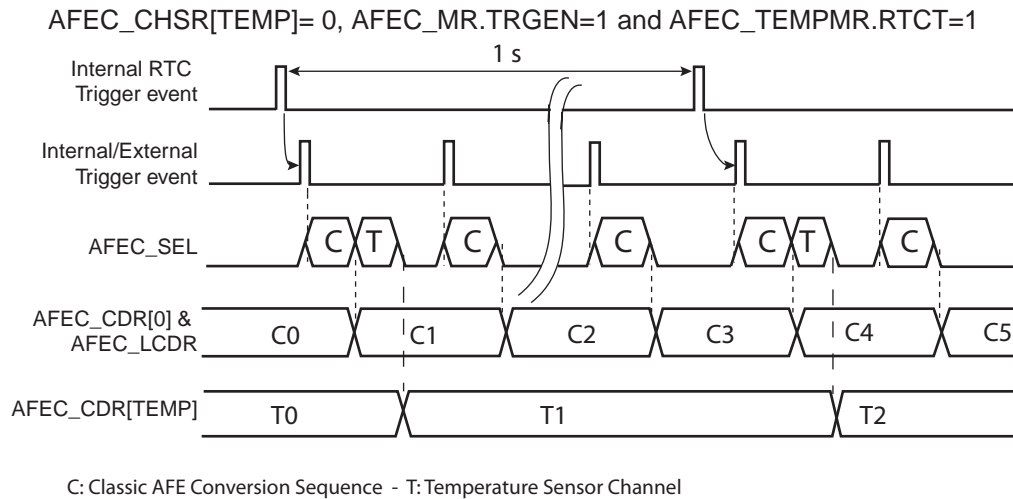 AFEC_CHSR[TEMP]= 0, AFEC_MR.TRGEN=1 and AFEC_TEMPMR.RTCT=1
1 s
Internal RTC
Trigger event
Internal/External
Trigger event
AFEC_SEL
C T C C C T C
AFEC_CDR[0] &
AFEC_LCDR
C0 C1 C2 C3 C4 C5
AFEC_CDR[TEMP]
T0 T1 T2
C: Classic AFE Conversion Sequence - T: Temperature Sensor Channel